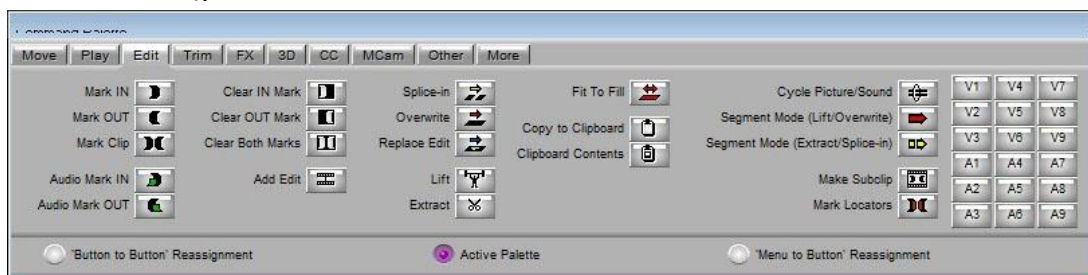 Command Palette
Move Play Edit Trim FX 3D CC MCam Other More
Mark IN Clear IN Mark Splice-in Fit To Fill Cycle Picture/Sound V1 V4 V7
Mark OUT Clear OUT Mark Overwrite Copy to Clipboard Segment Mode (Lift/Overwrite) V2 V5 V8
Mark Clip Clear Both Marks Replace Edit Clipboard Contents Segment Mode (Extract/Splice-in) V3 V6 V9
Audio Mark IN Add Edit Lift Make Subclip A1 A4 A7
Audio Mark OUT Extract Mark Locators A2 A5 A8
A3 A6 A9
'Button to Button' Reassignment Active Palette 'Menu to Button' Reassignment